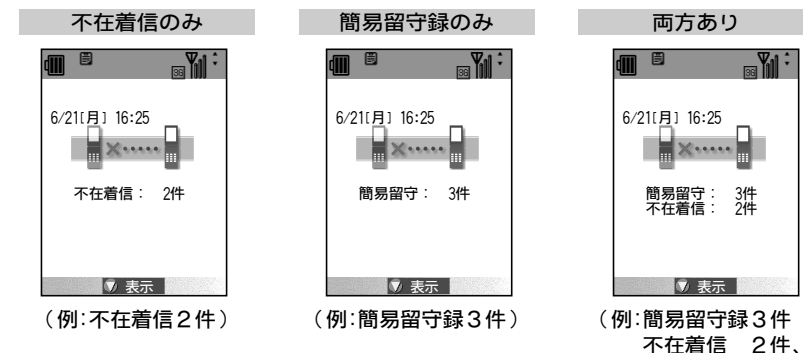 不在着信のみ
6/21[月] 16:25
不在着信： 2件
表示
（例：不在着信２件）
簡易留守録のみ
6/21[月] 16:25
簡易留守： 3件
表示
（例：簡易留守録３件）
両方あり
6/21[月] 16:25
簡易留守： 3件
不在着信： 2件
表示
（例：簡易留守録３件
不在着信　２件、